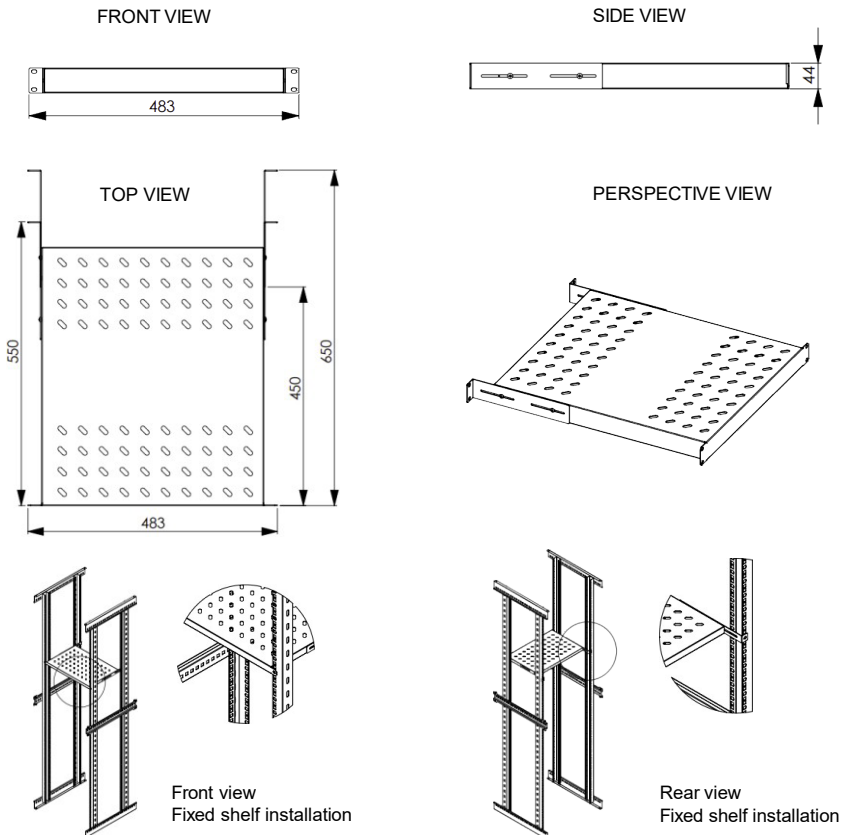 FRONT VIEW
SIDE VIEW
483
44
TOP VIEW
PERSPECTIVE VIEW
550
450
650
483
Front view
Fixed shelf installation
Rear view
Fixed shelf installation